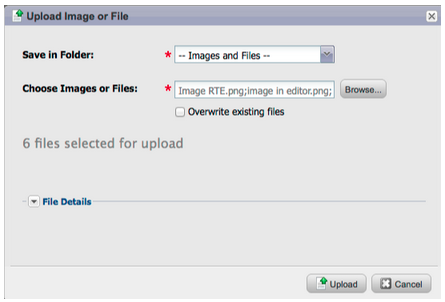 Upload Image or File
Save in Folder: * -- Images and Files --
Choose Images or Files: * Image RTE.png;image in editor.png; Browse...
Overwrite existing files
6 files selected for upload
File Details
Upload Cancel